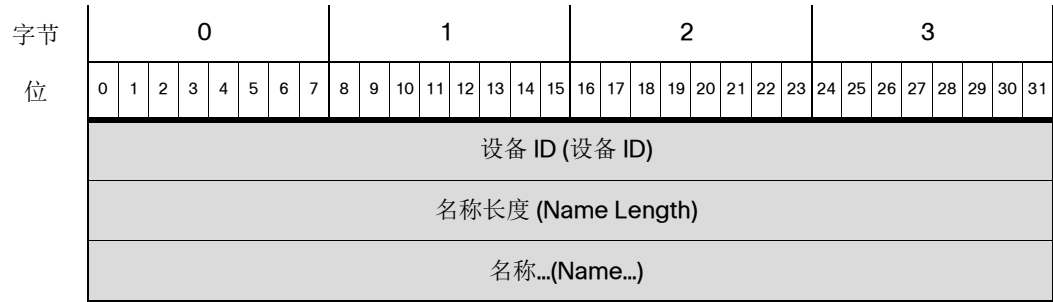 字节 0 1 2 3
位 0 1 2 3 4 5 6 7 8 9 10 11 12 13 14 15 16 17 18 19 20 21 22 23 24 25 26 27 28 29 30 31
设备 ID (设备 ID)
名称长度 (Name Length)
名称...(Name...)